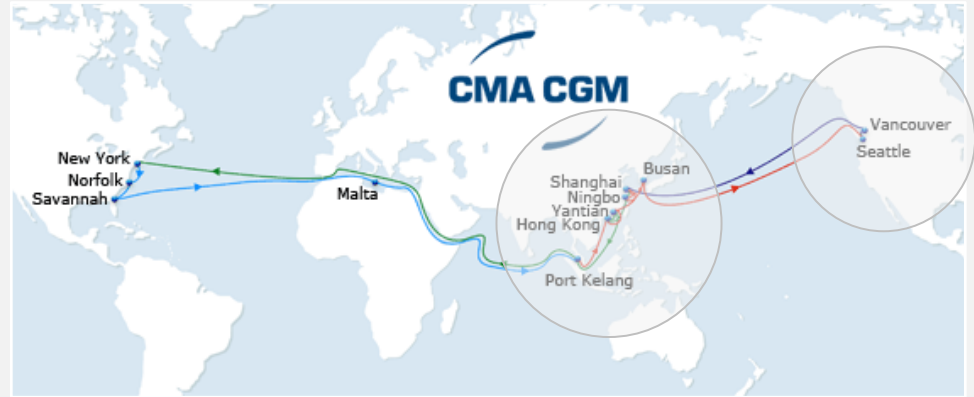 CMA CGM
New York
Norfolk
Savannah
Malta
Shanghai
Ningbo
Yantian
Hong Kong
Busan
Port Kelang
Vancouver
Seattle